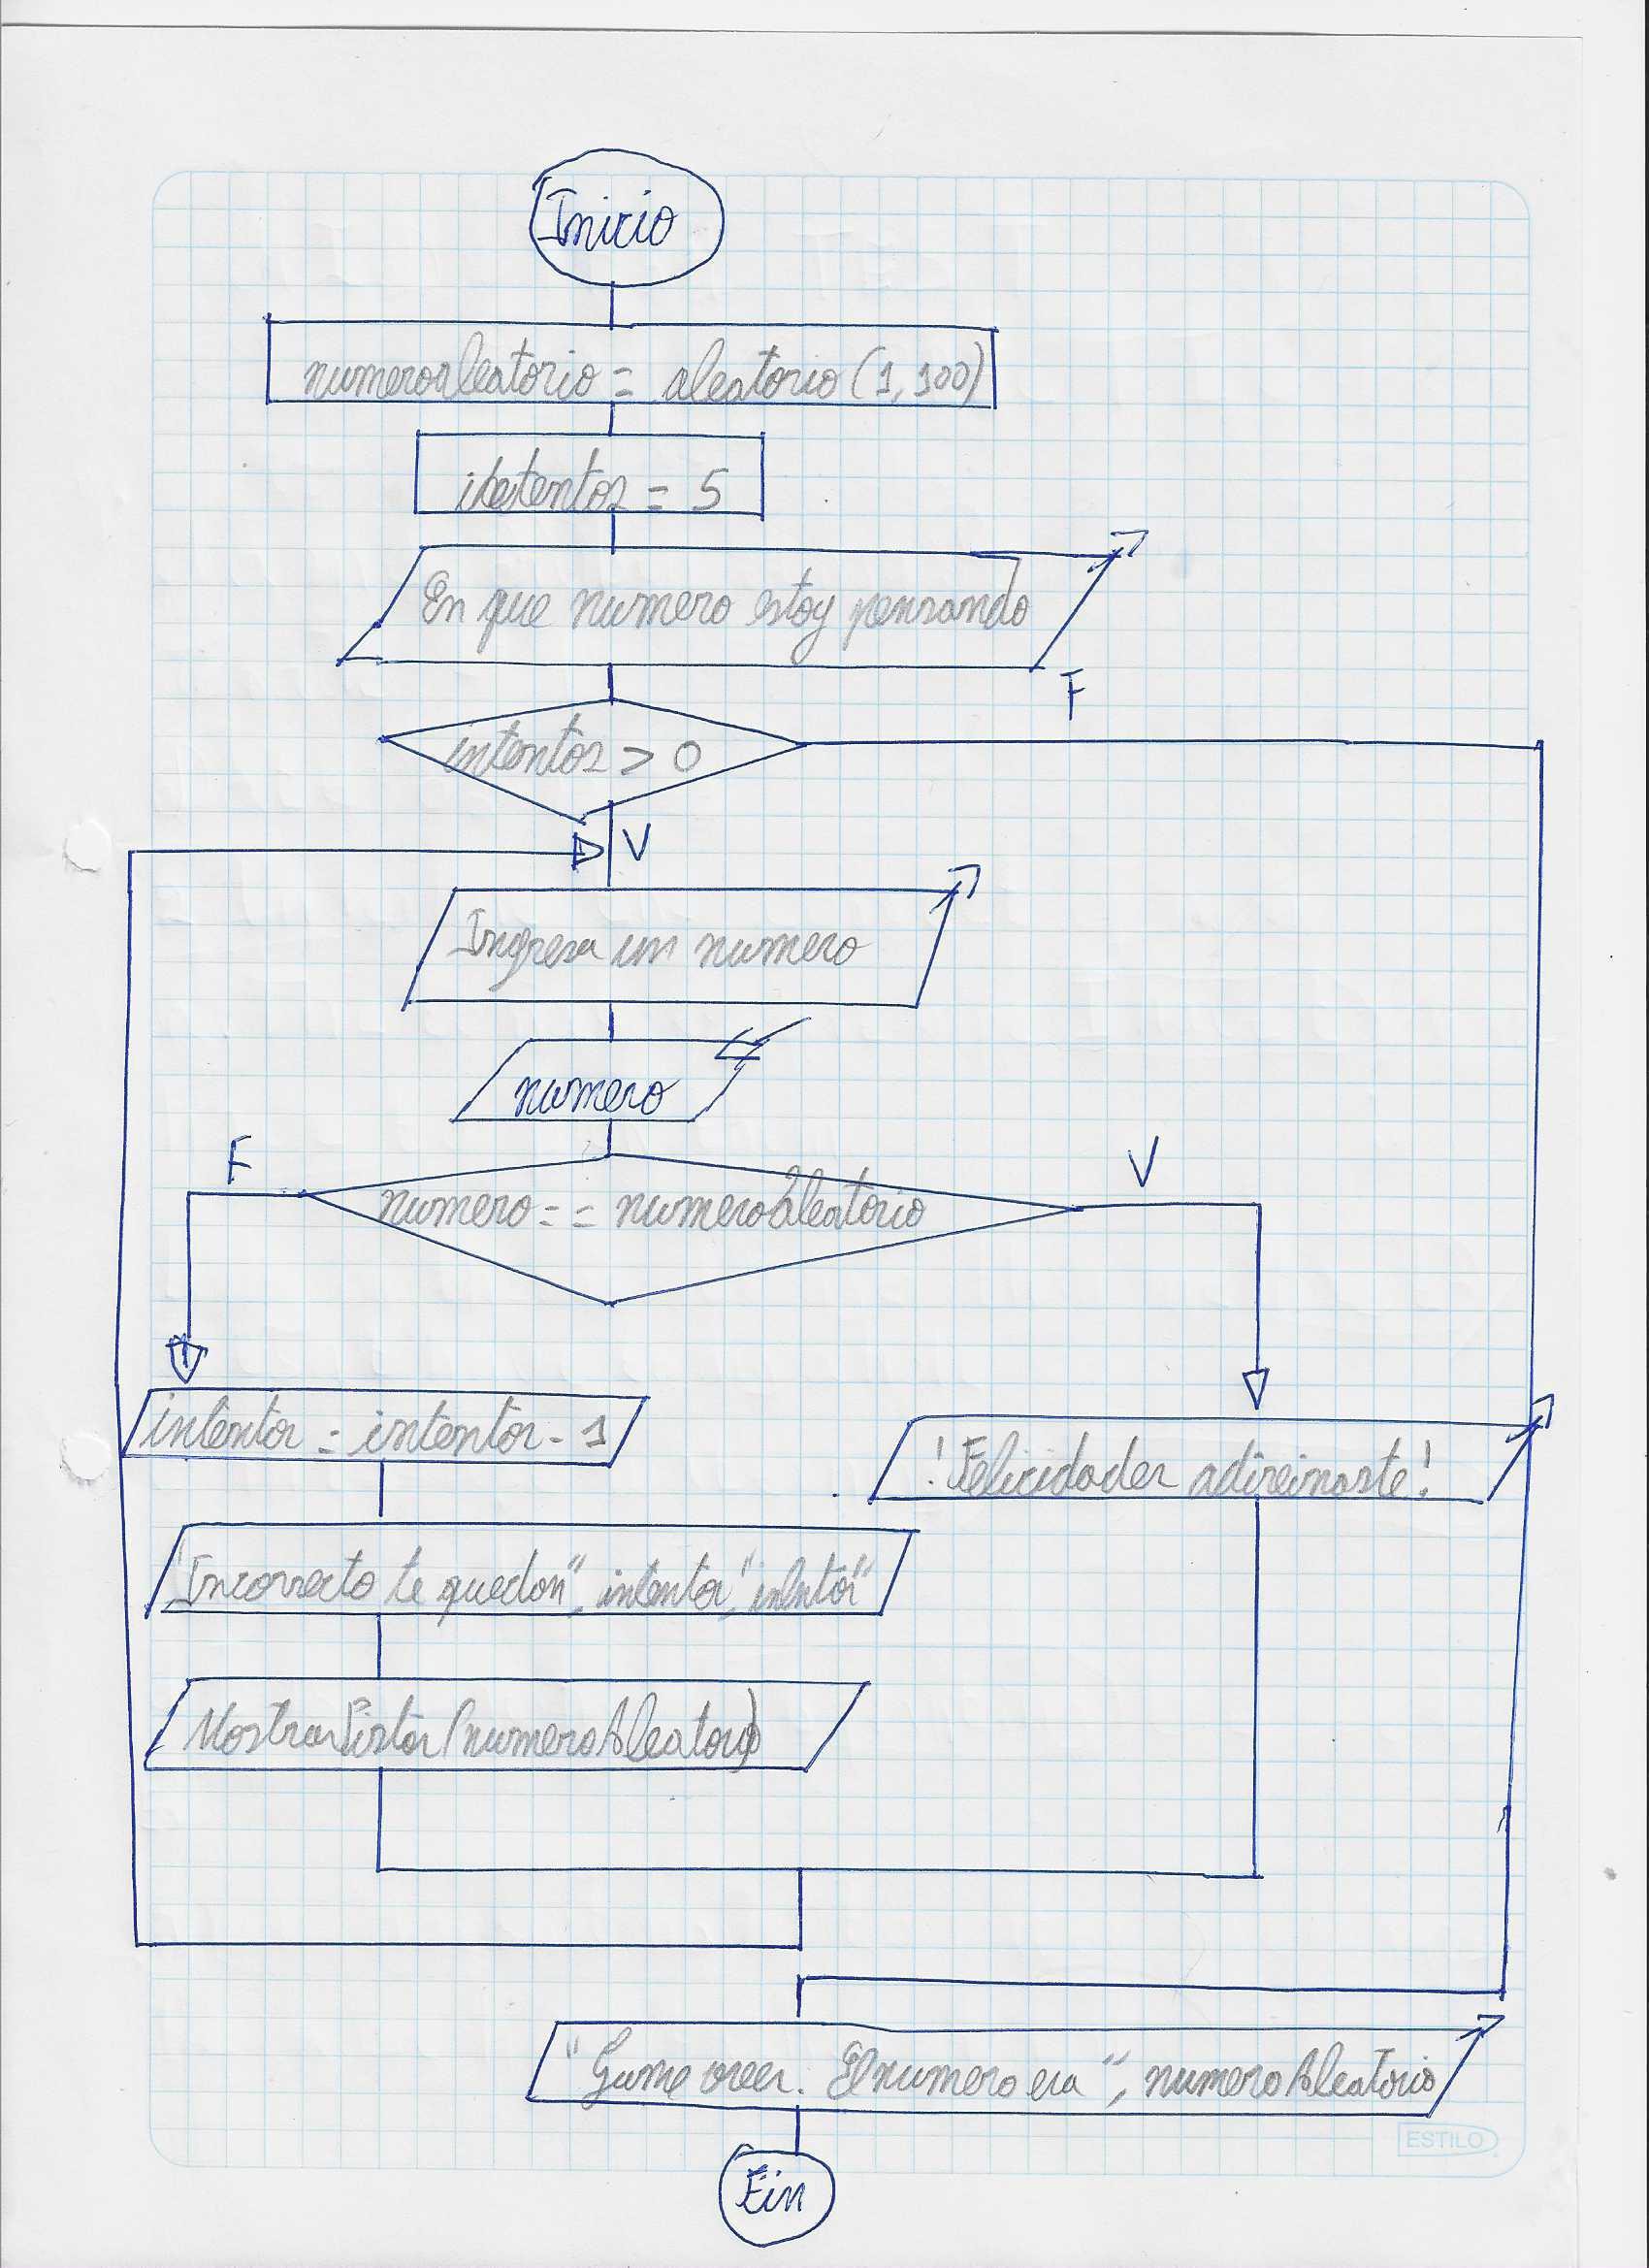 Inicio
numeroaleatorio = aleatorio (1, 100)
intentos = 5
En que numero estoy pensando
F
intentos > 0
V
Ingresa un numero
numero
F
V
numero == numeroAleatorio
intentos = intentos - 1
¡Felicidades adivinaste!
"Incorrecto te quedan", intentos, "intentos"
MostrarPistas(numeroAleatorio)
"Game over. El numero era", numeroAleatorio
ESTILO
Fin